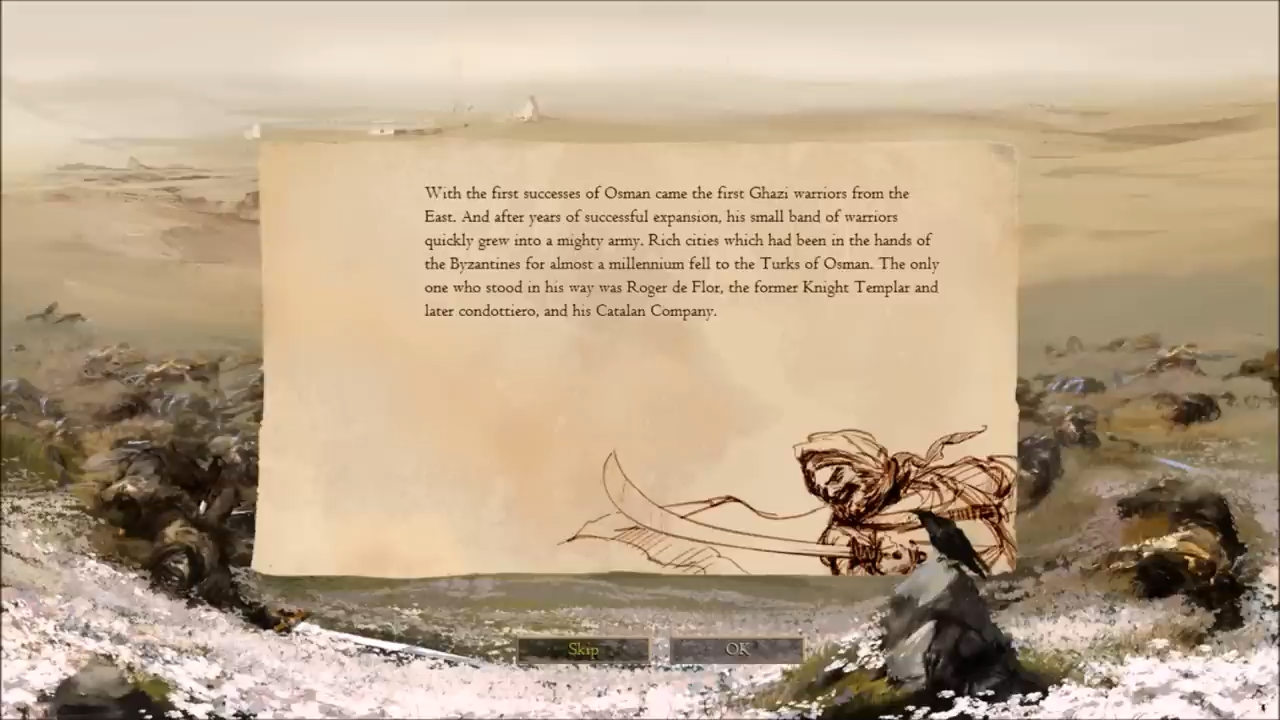 With the first successes of Osman came the first Ghazi warriors from the
East. And after years of successful expansion, his small band of warriors
quickly grew into a mighty army. Rich cities which had been in the hands of
the Byzantines for almost a millennium fell to the Turks of Osman. The only
one who stood in his way was Roger de Flor, the former Knight Templar and
later condottiero, and his Catalan Company.
Skip
OK